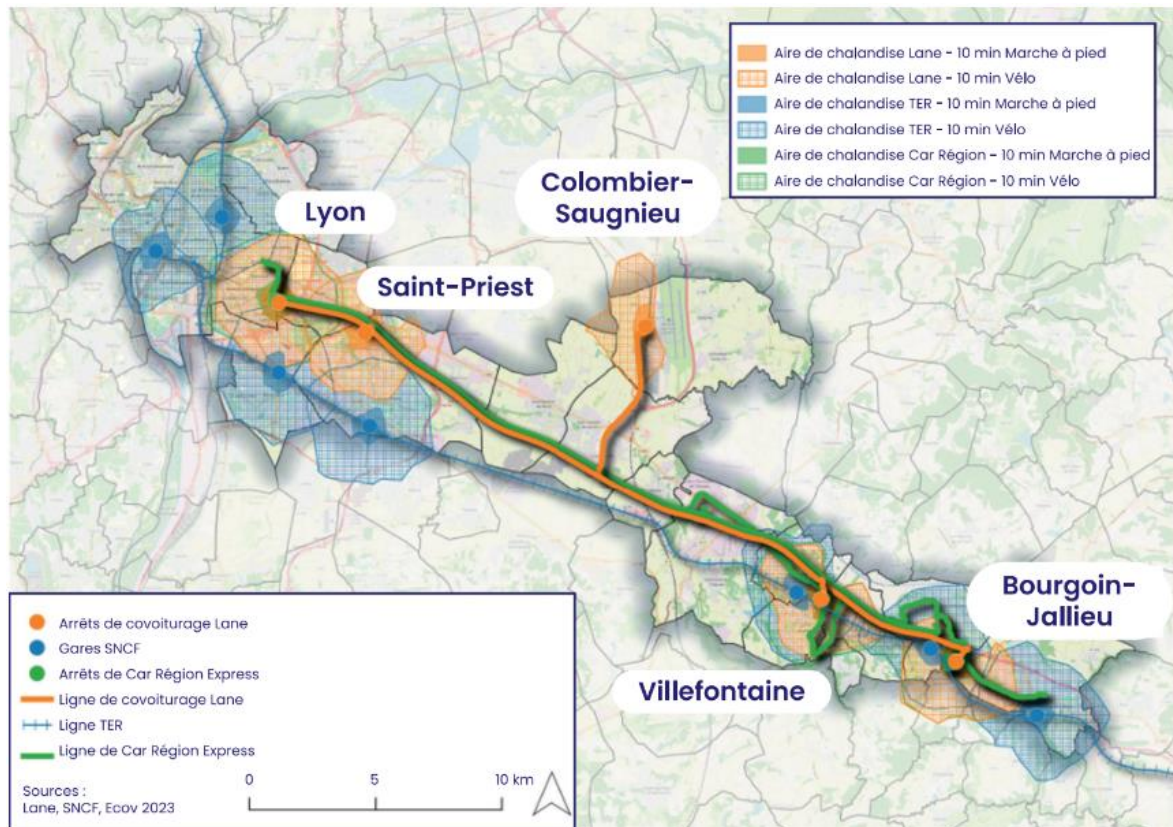 Aire de chalandise Lane - 10 min Marche à pied
Aire de chalandise Lane - 10 min Vélo
Aire de chalandise TER - 10 min Marche à pied
Aire de chalandise TER - 10 min Vélo
Aire de chalandise Car Région - 10 min Marche à pied
Aire de chalandise Car Région - 10 min Vélo
Colombier-
Saugnieu
Lyon
Saint-Priest
Bourgoin-
Jallieu
Villefontaine
Arrêts de covoiturage Lane
Gares SNCF
Arrêts de Car Région Express
Ligne de covoiturage Lane
Ligne TER
Ligne de Car Région Express
Sources :
Lane, SNCF, Ecov 2023
0 5 10 km